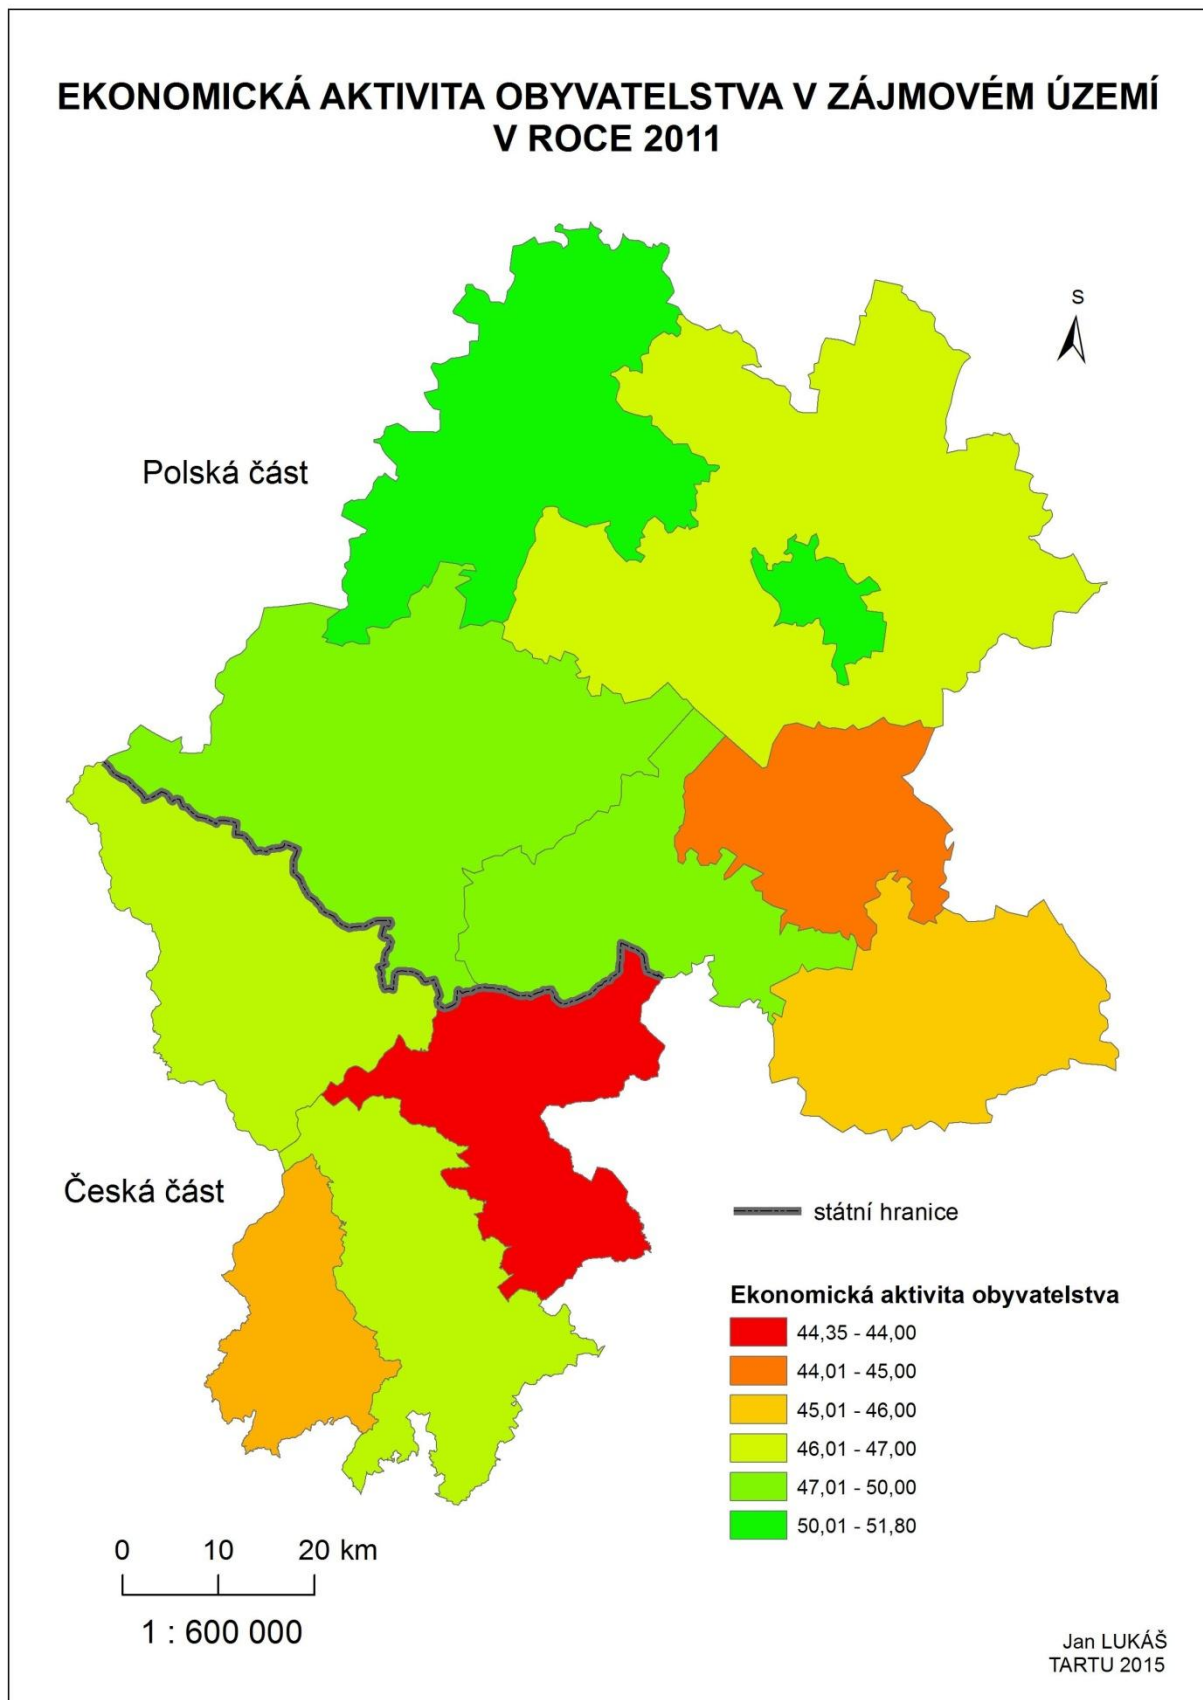 EKONOMICKÁ AKTIVITA OBYVATELSTVA V ZÁJMOVÉM ÚZEMÍ
V ROCE 2011
S
Polská část
Česká část
státní hranice
Ekonomická aktivita obyvatelstva
44,35 - 44,00
44,01 - 45,00
45,01 - 46,00
46,01 - 47,00
47,01 - 50,00
50,01 - 51,80
0 10 20 km
1 : 600 000
Jan LUKÁŠ
TARTU 2015